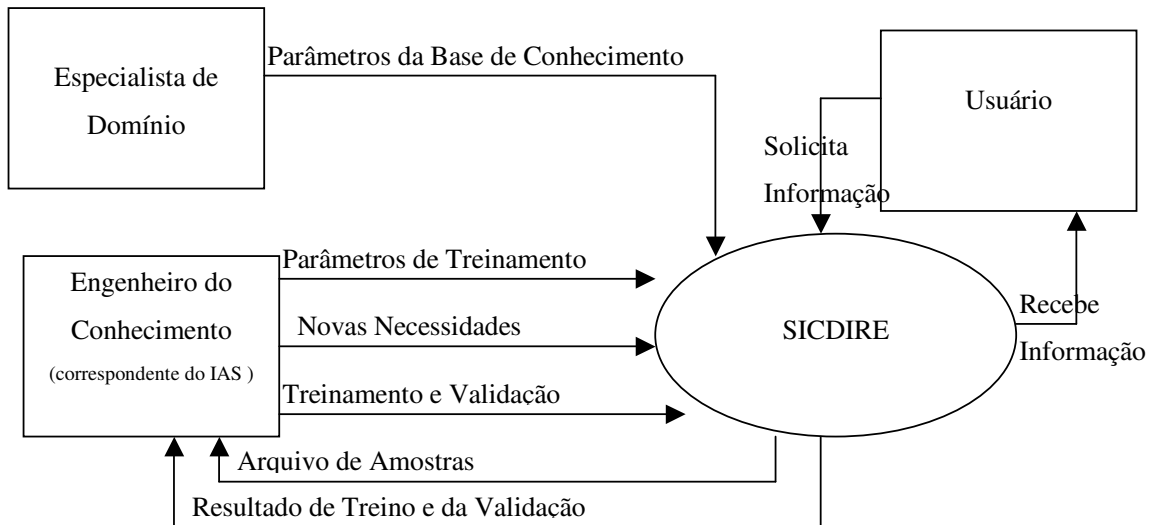 Especialista de
Domínio
Parâmetros da Base de Conhecimento
Usuário
Solicita
Informação
Engenheiro do
Conhecimento
(correspondente do IAS )
Parâmetros de Treinamento
Novas Necessidades
Treinamento e Validação
SICDIRE
Recebe
Informação
Arquivo de Amostras
Resultado de Treino e da Validação